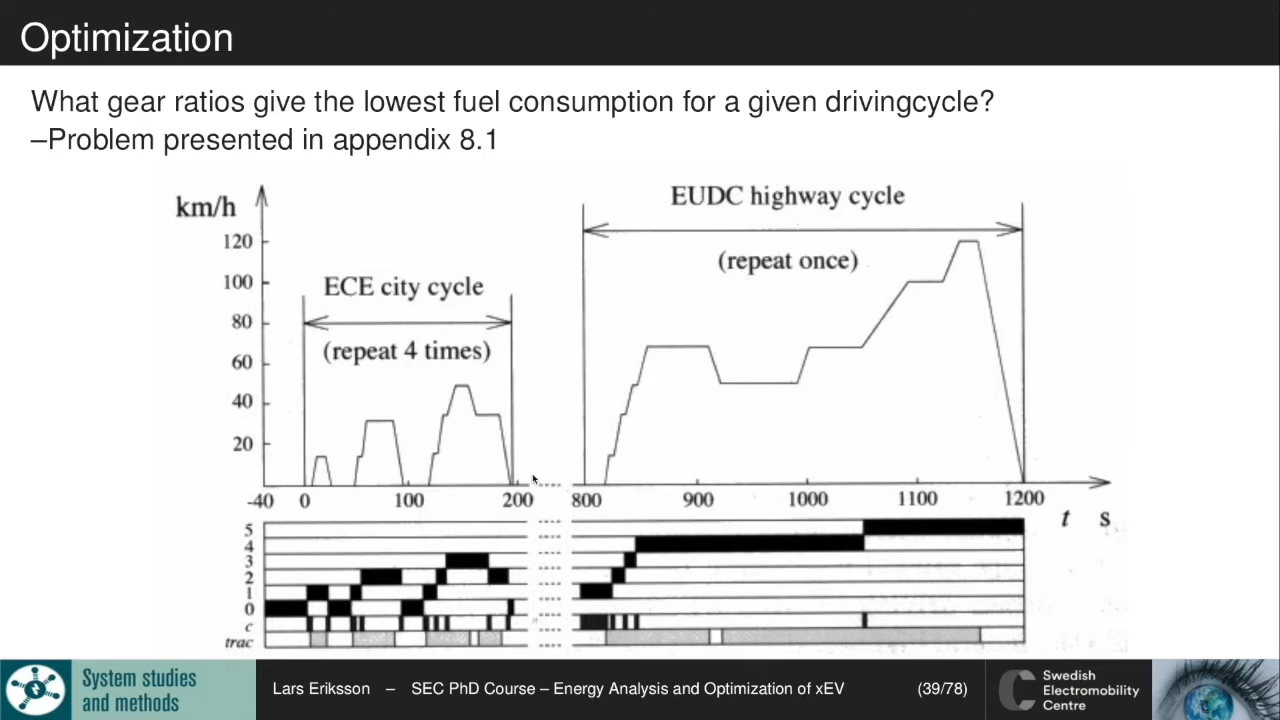 Optimization
What gear ratios give the lowest fuel consumption for a given drivingcycle?
–Problem presented in appendix 8.1
km/h
120
100
80
60
40
20
ECE city cycle
(repeat 4 times)
EUDC highway cycle
(repeat once)
-40 0 100 200 800 900 1000 1100 1200
t s
5
4
3
2
1
0
c
trac
System studies
and methods
Lars Eriksson – SEC PhD Course – Energy Analysis and Optimization of xEV
(39/78)
Swedish
Electromobility
Centre